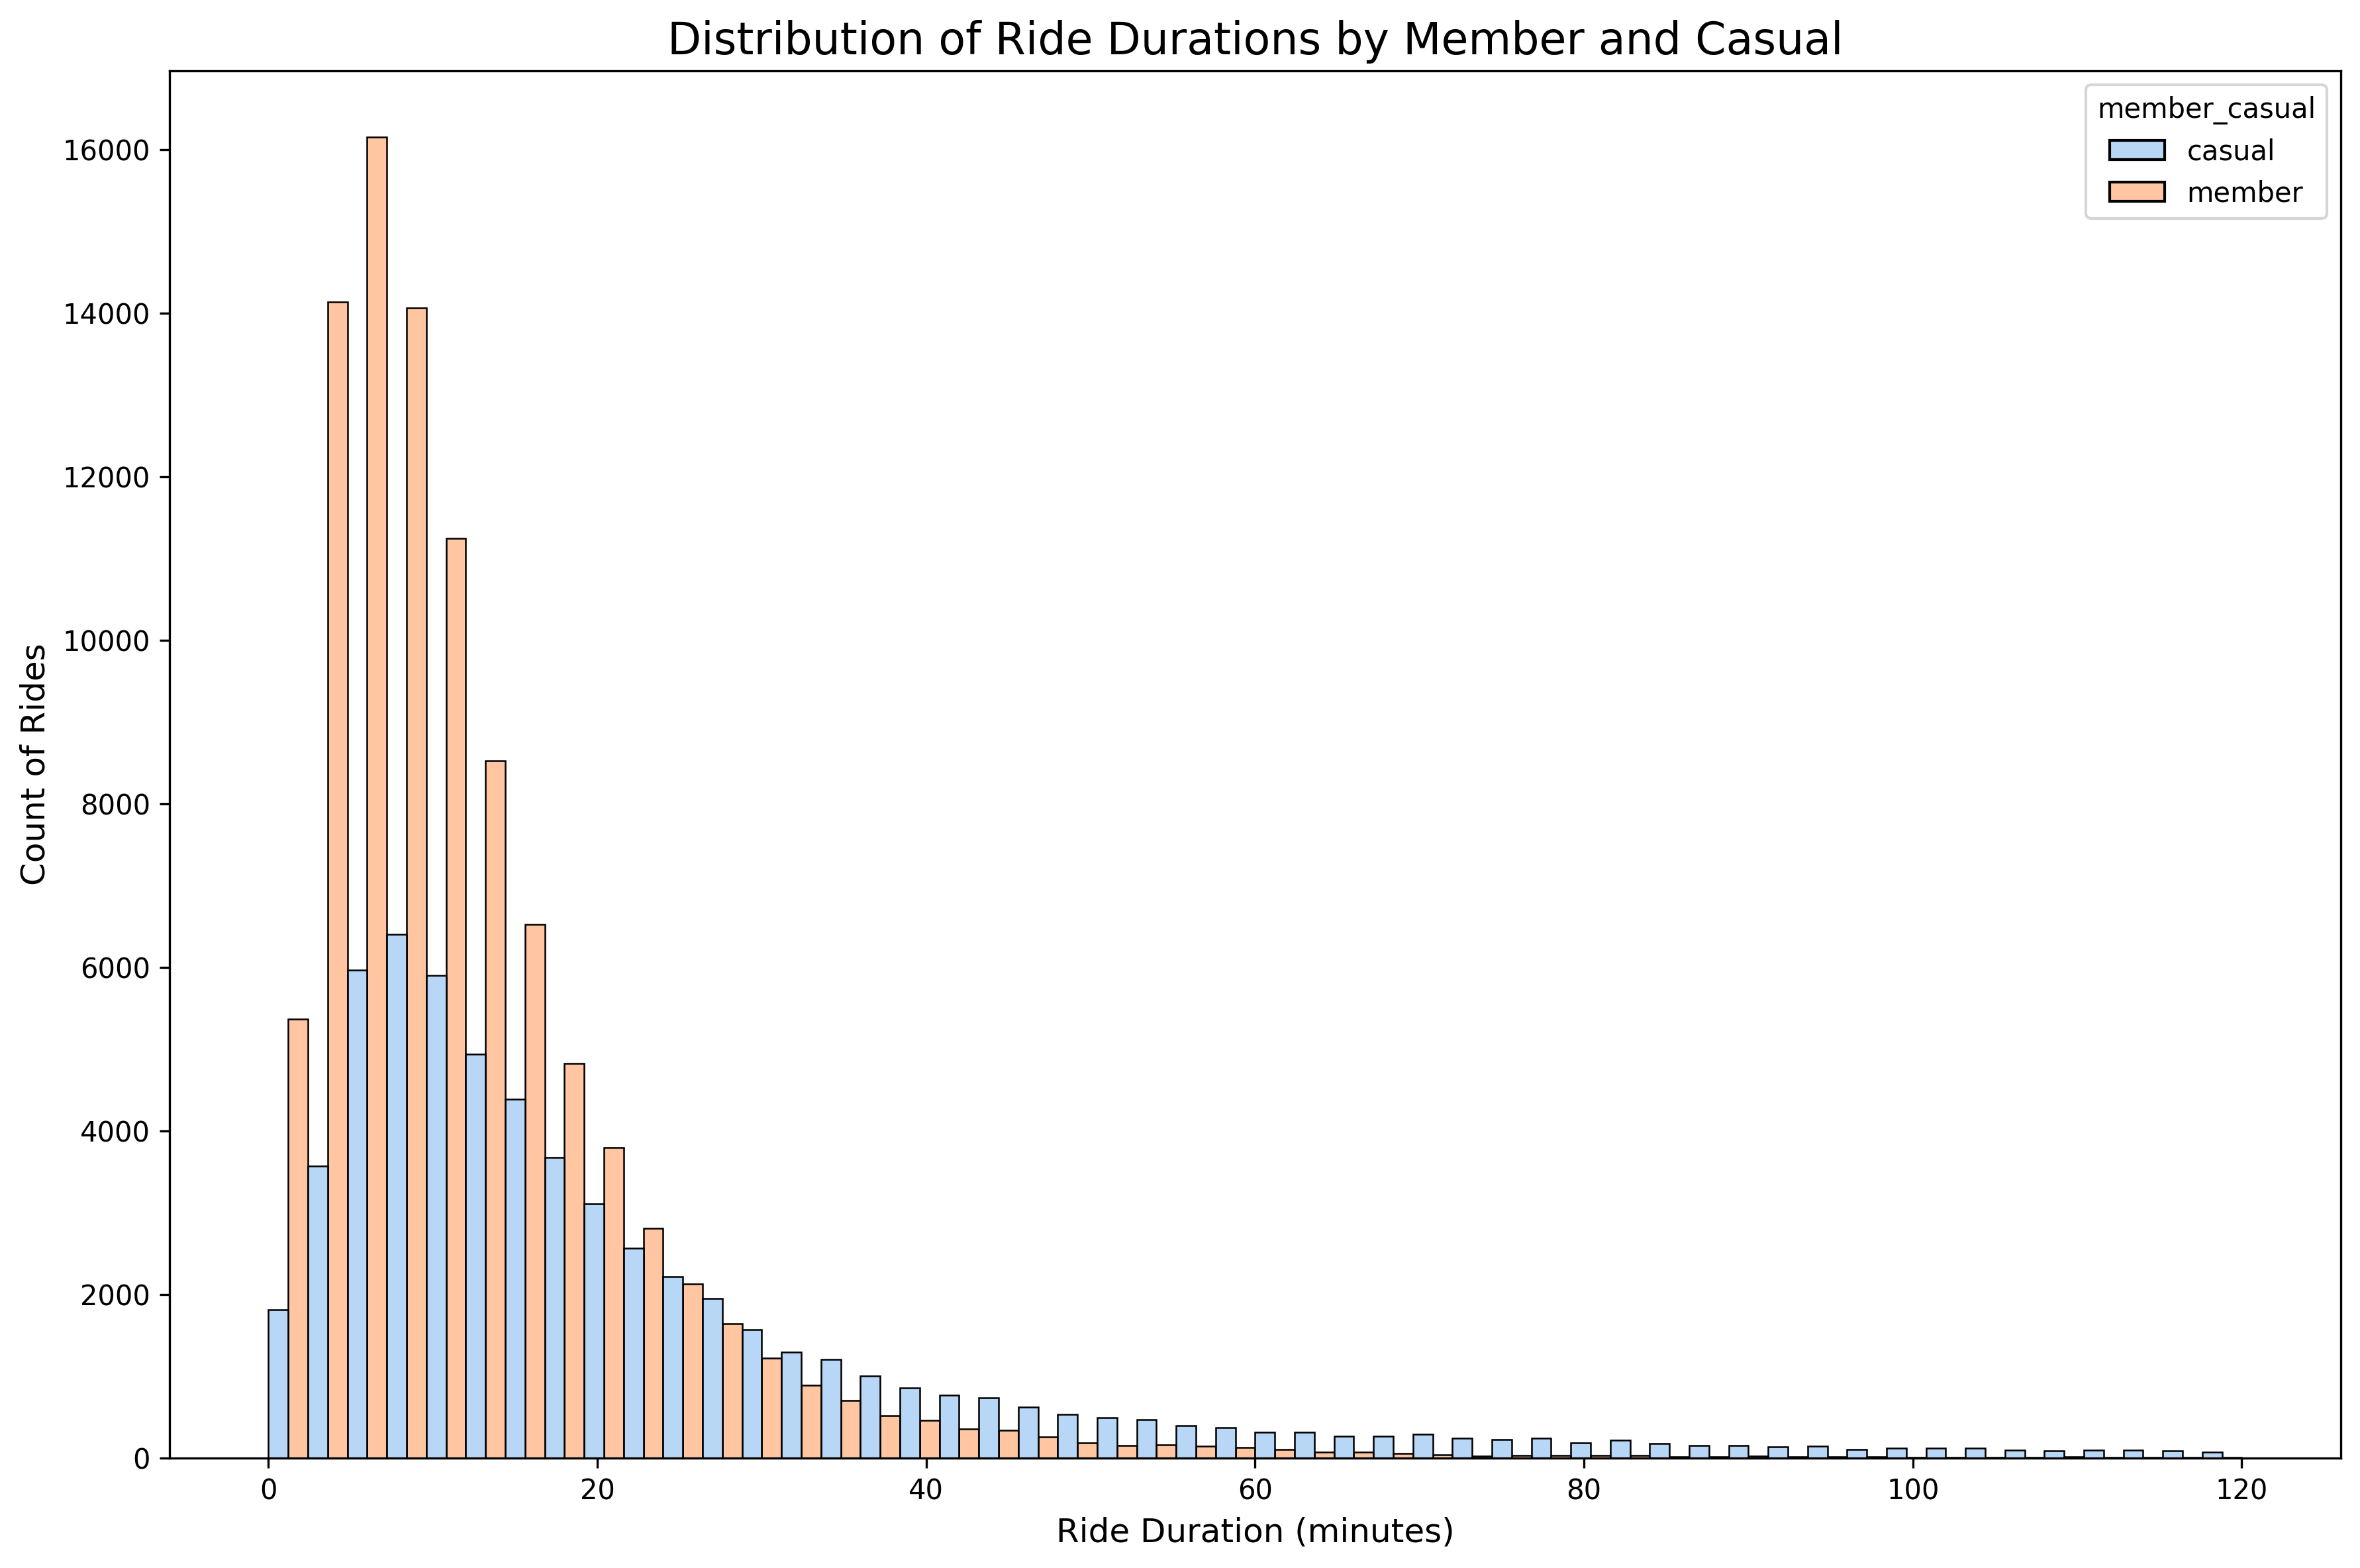 Distribution of Ride Durations by Member and Casual
member_casual
casual
member
16000
14000
12000
10000
8000
6000
4000
2000
0
Count of Rides
0 20 40 60 80 100 120
Ride Duration (minutes)